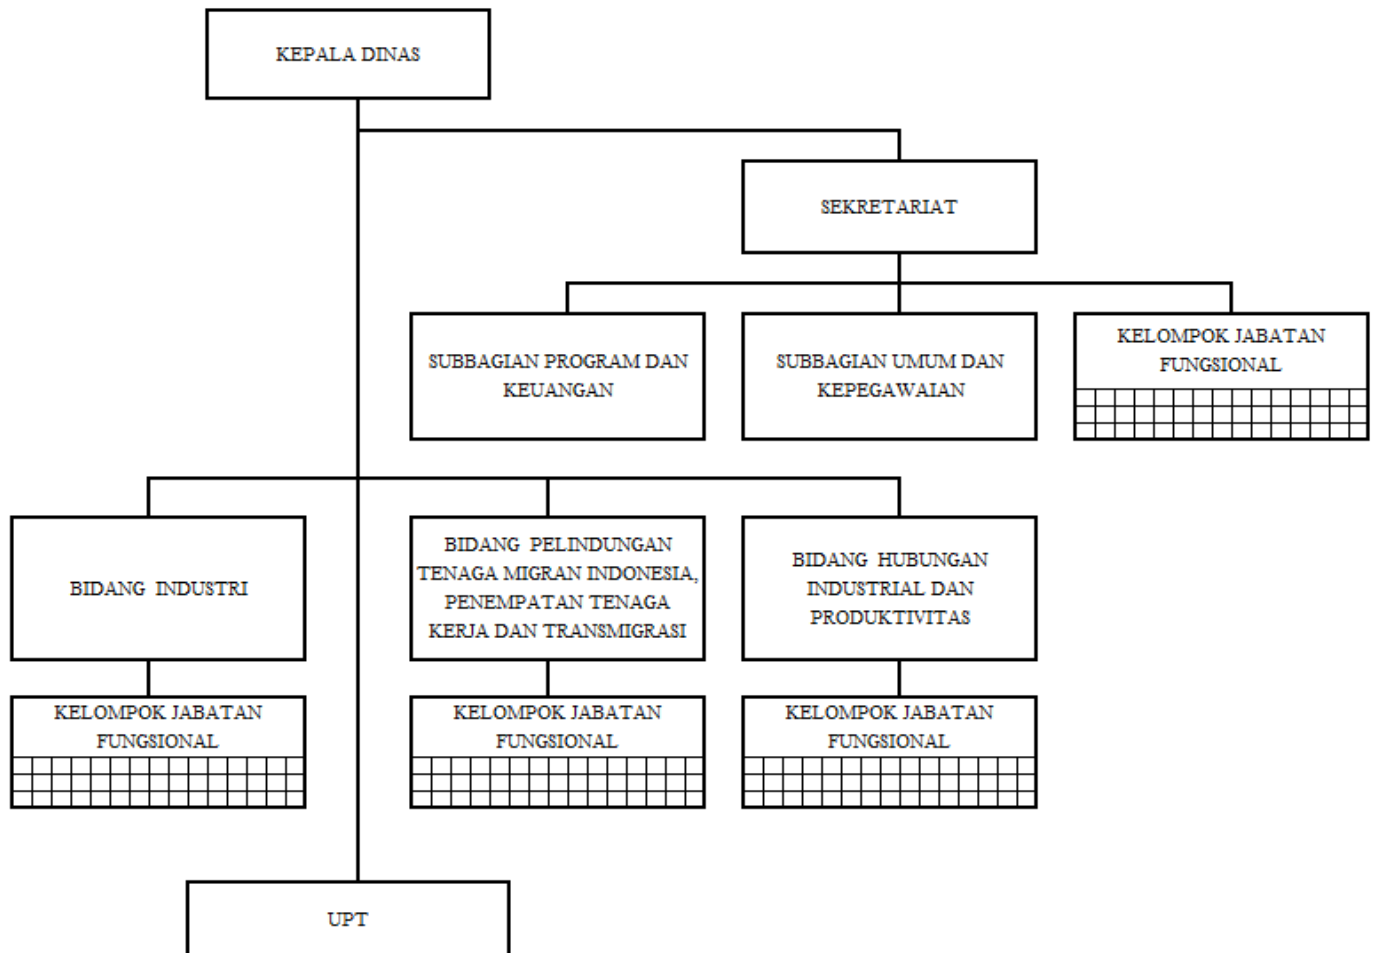 KEPALA DINAS
SEKRETARIAT
SUBBAGIAN PROGRAM DAN
KEUANGAN
SUBBAGIAN UMUM DAN
KEPEGAWAIAN
KELOMPOK JABATAN
FUNGSIONAL
BIDANG INDUSTRI
BIDANG PELINDUNGAN
TENAGA MIGRAN INDONESIA,
PENEMPATAN TENAGA
KERJA DAN TRANSMIGRASI
BIDANG HUBUNGAN
INDUSTRIAL DAN
PRODUKTIVITAS
KELOMPOK JABATAN
FUNGSIONAL
KELOMPOK JABATAN
FUNGSIONAL
KELOMPOK JABATAN
FUNGSIONAL
UPT